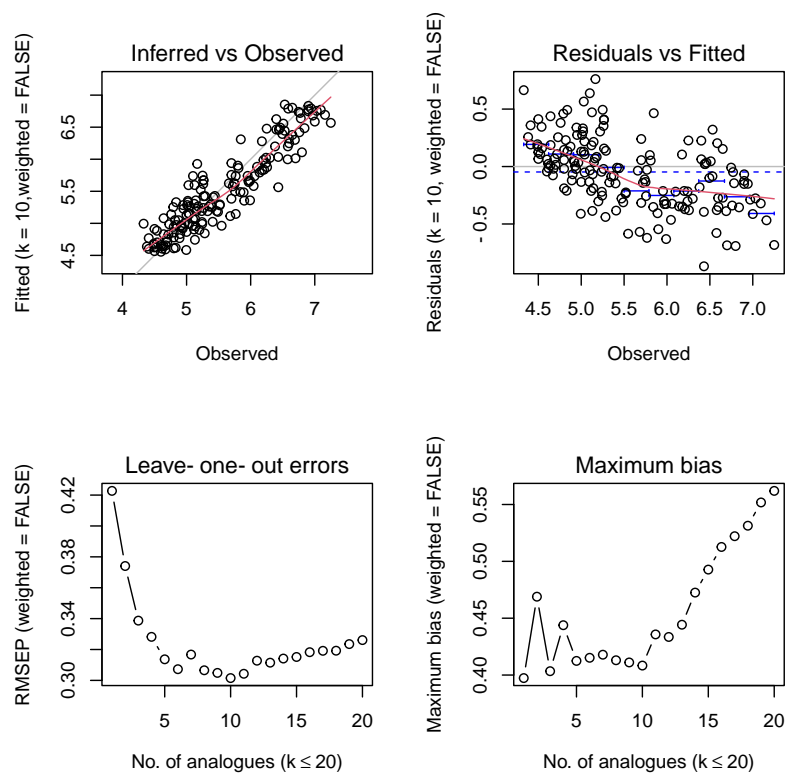 Inferred vs Observed
Fitted (k = 10,weighted = FALSE)
4.5
5.5
6.5
4
5
6
7
Observed
Residuals vs Fitted
Residuals (k = 10, weighted = FALSE)
- 0.5
0.0
0.5
4.5 5.0 5.5 6.0 6.5 7.0
Observed
Leave- one- out errors
RMSEP (weighted = FALSE)
0.30
0.34
0.38
0.42
5
10
15
20
No. of analogues (k ≤ 20)
Maximum bias
Maximum bias (weighted = FALSE)
0.40
0.45
0.50
0.55
5
10
15
20
No. of analogues (k ≤ 20)